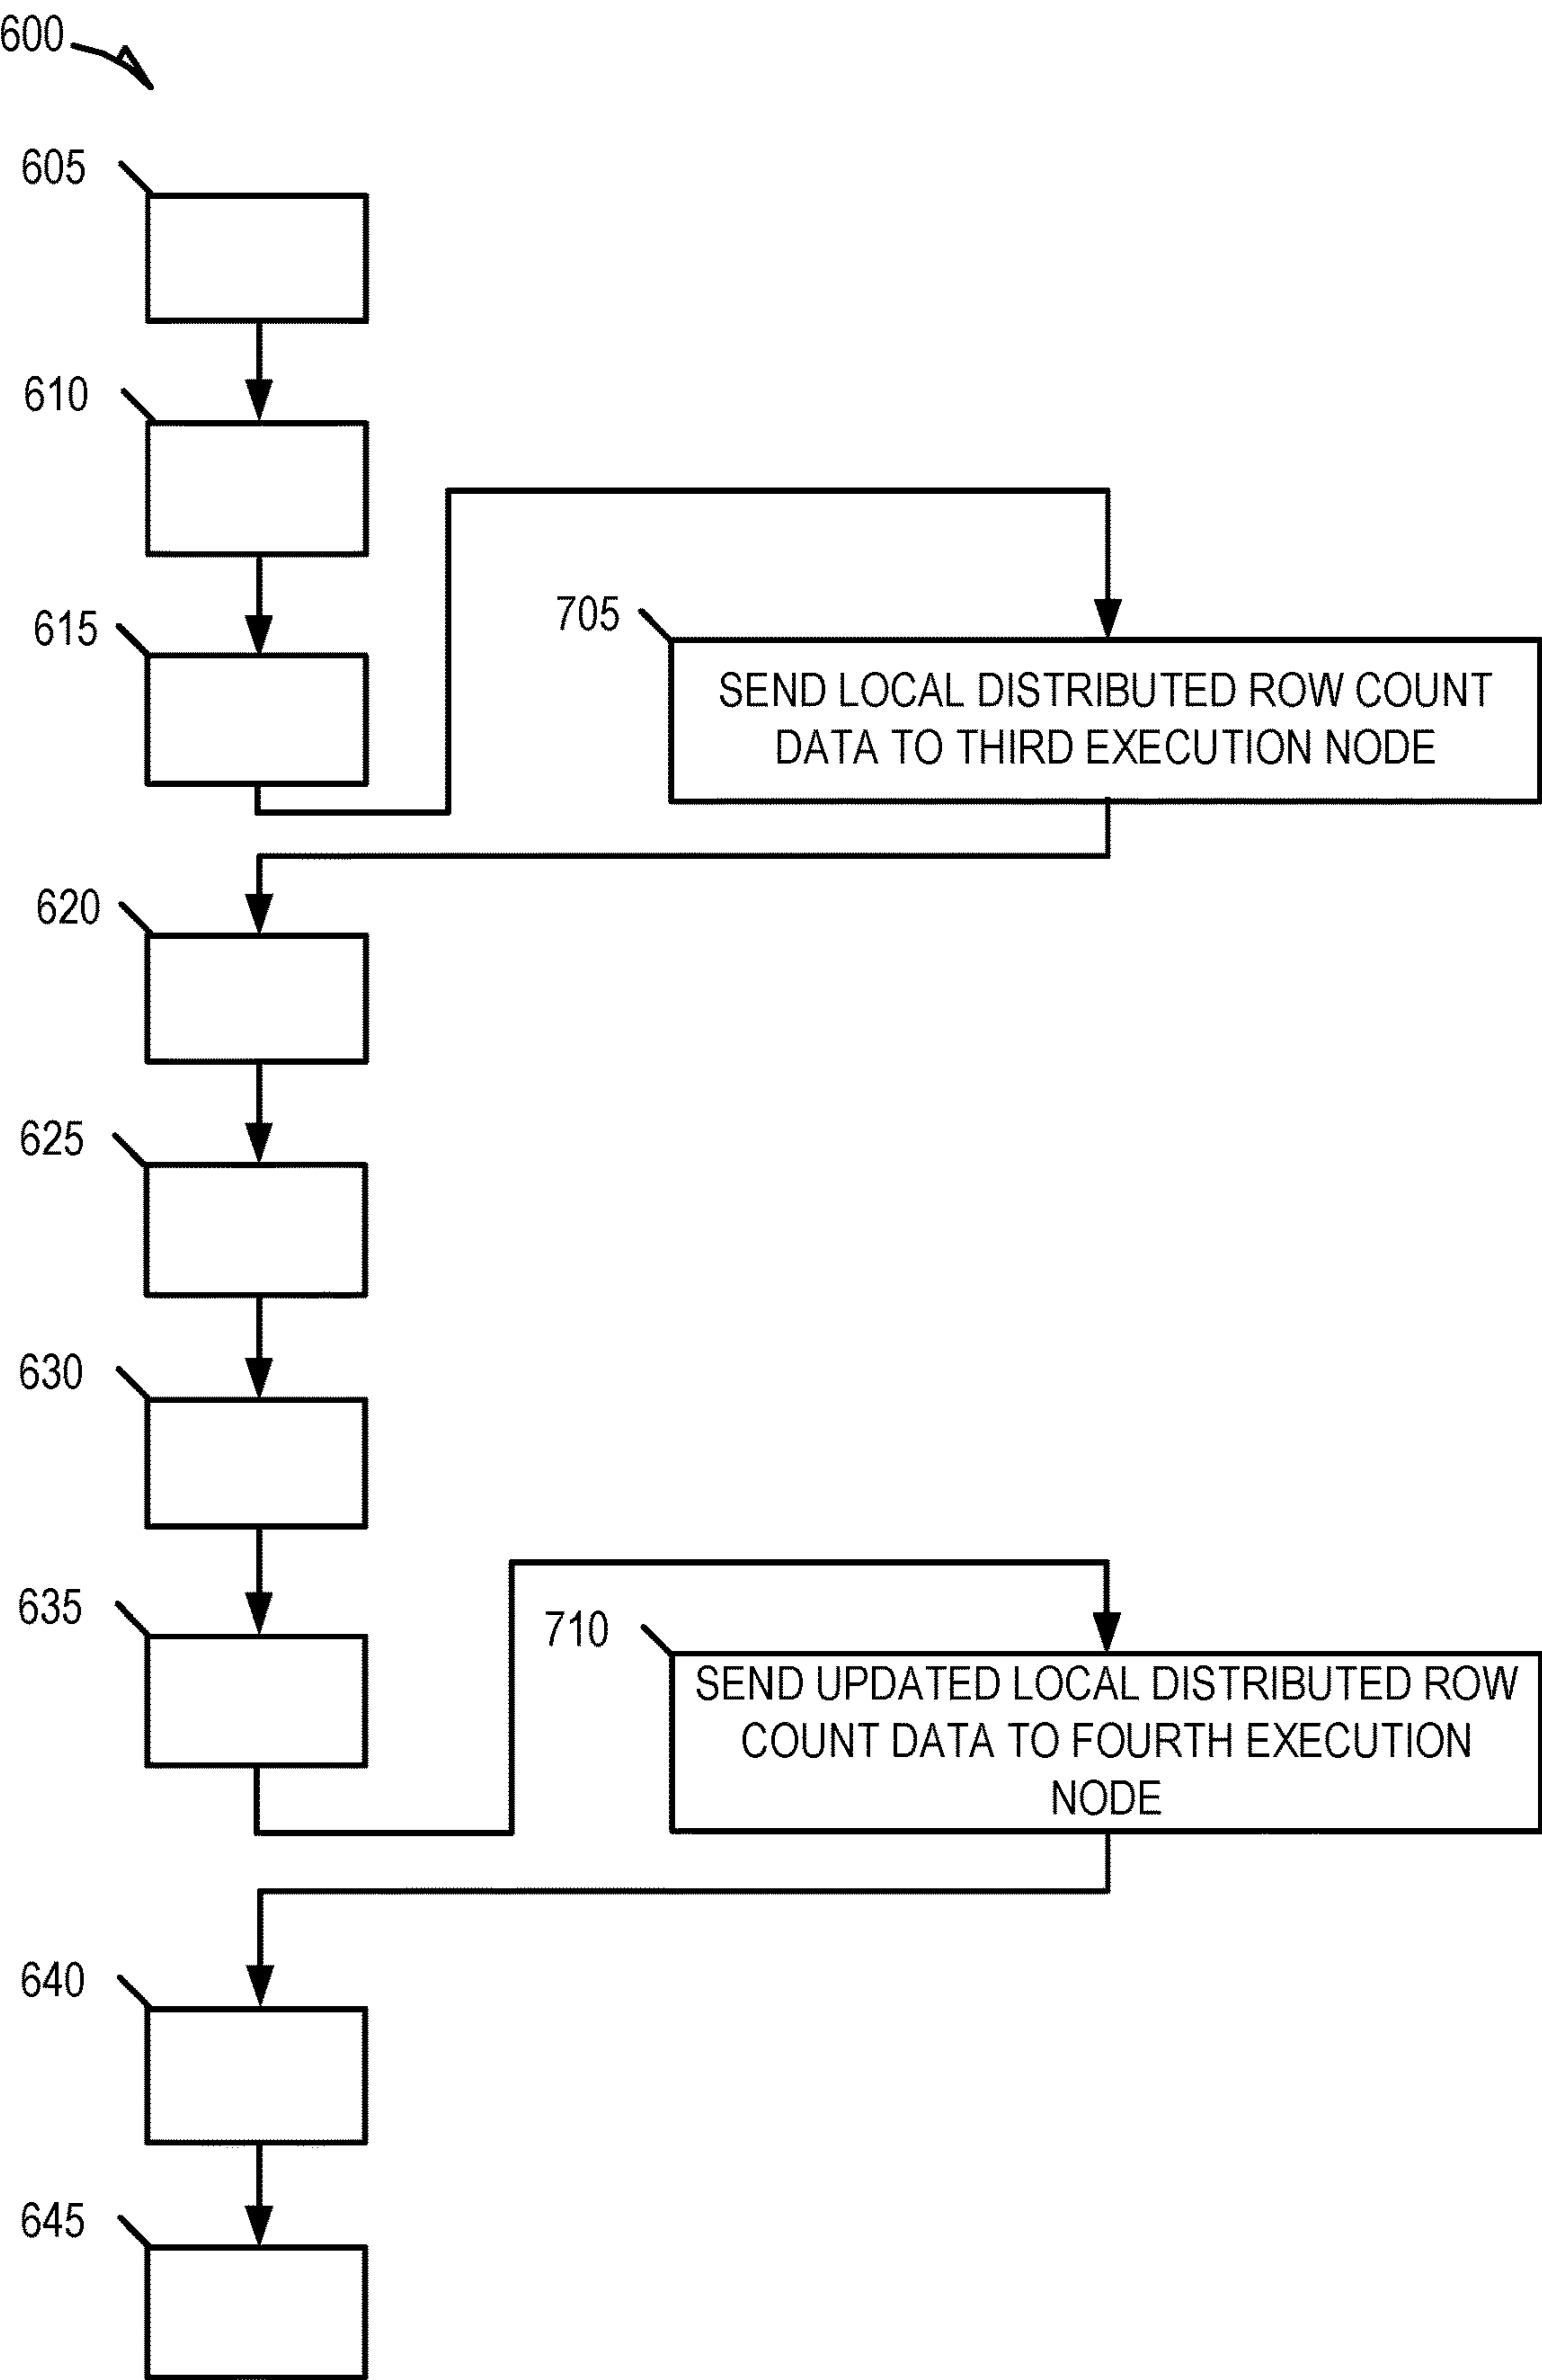 600
605
610
615
705
SEND LOCAL DISTRIBUTED ROW COUNT
DATA TO THIRD EXECUTION NODE
620
625
630
635
710
SEND UPDATED LOCAL DISTRIBUTED ROW
COUNT DATA TO FOURTH EXECUTION
NODE
640
645